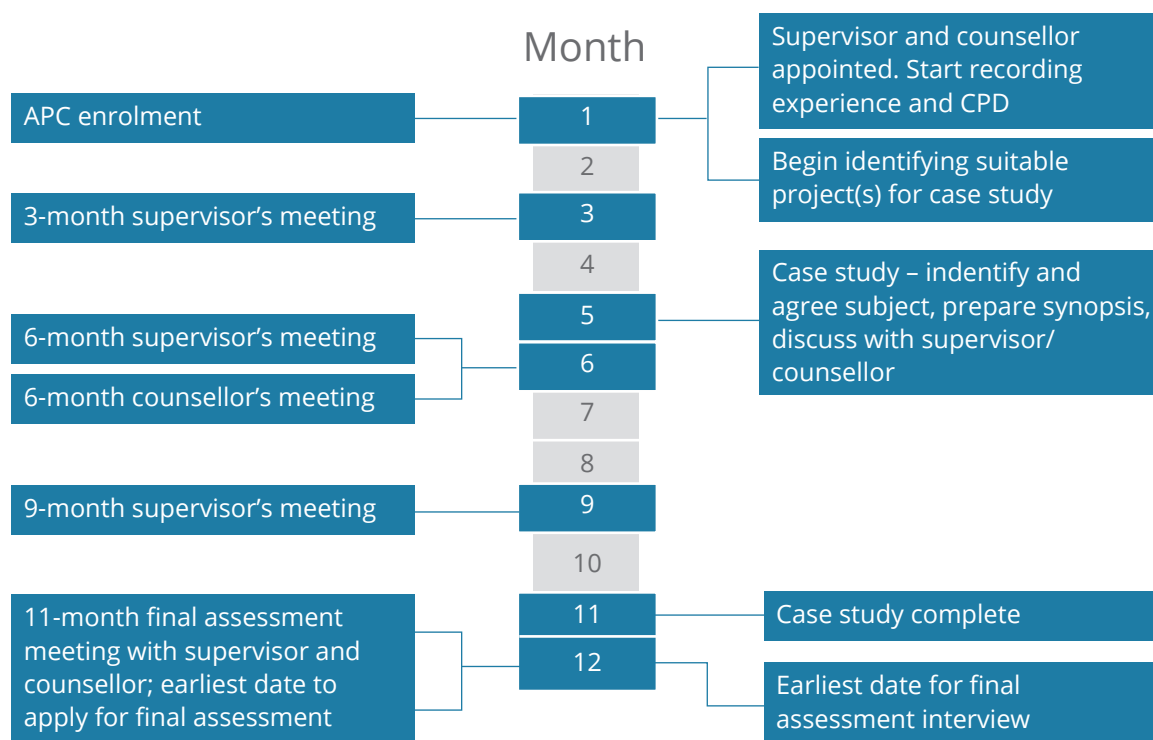 Month
APC enrolment
1
Supervisor and counsellor
appointed. Start recording
experience and CPD
Begin identifying suitable
project(s) for case study
2
3-month supervisor’s meeting
3
4
Case study – indentify and
agree subject, prepare synopsis,
discuss with supervisor/
counsellor
5
6-month supervisor’s meeting
6-month counsellor’s meeting
6
7
8
9-month supervisor’s meeting
9
10
11-month final assessment
meeting with supervisor and
counsellor; earliest date to
apply for final assessment
11
Case study complete
12
Earliest date for final
assessment interview